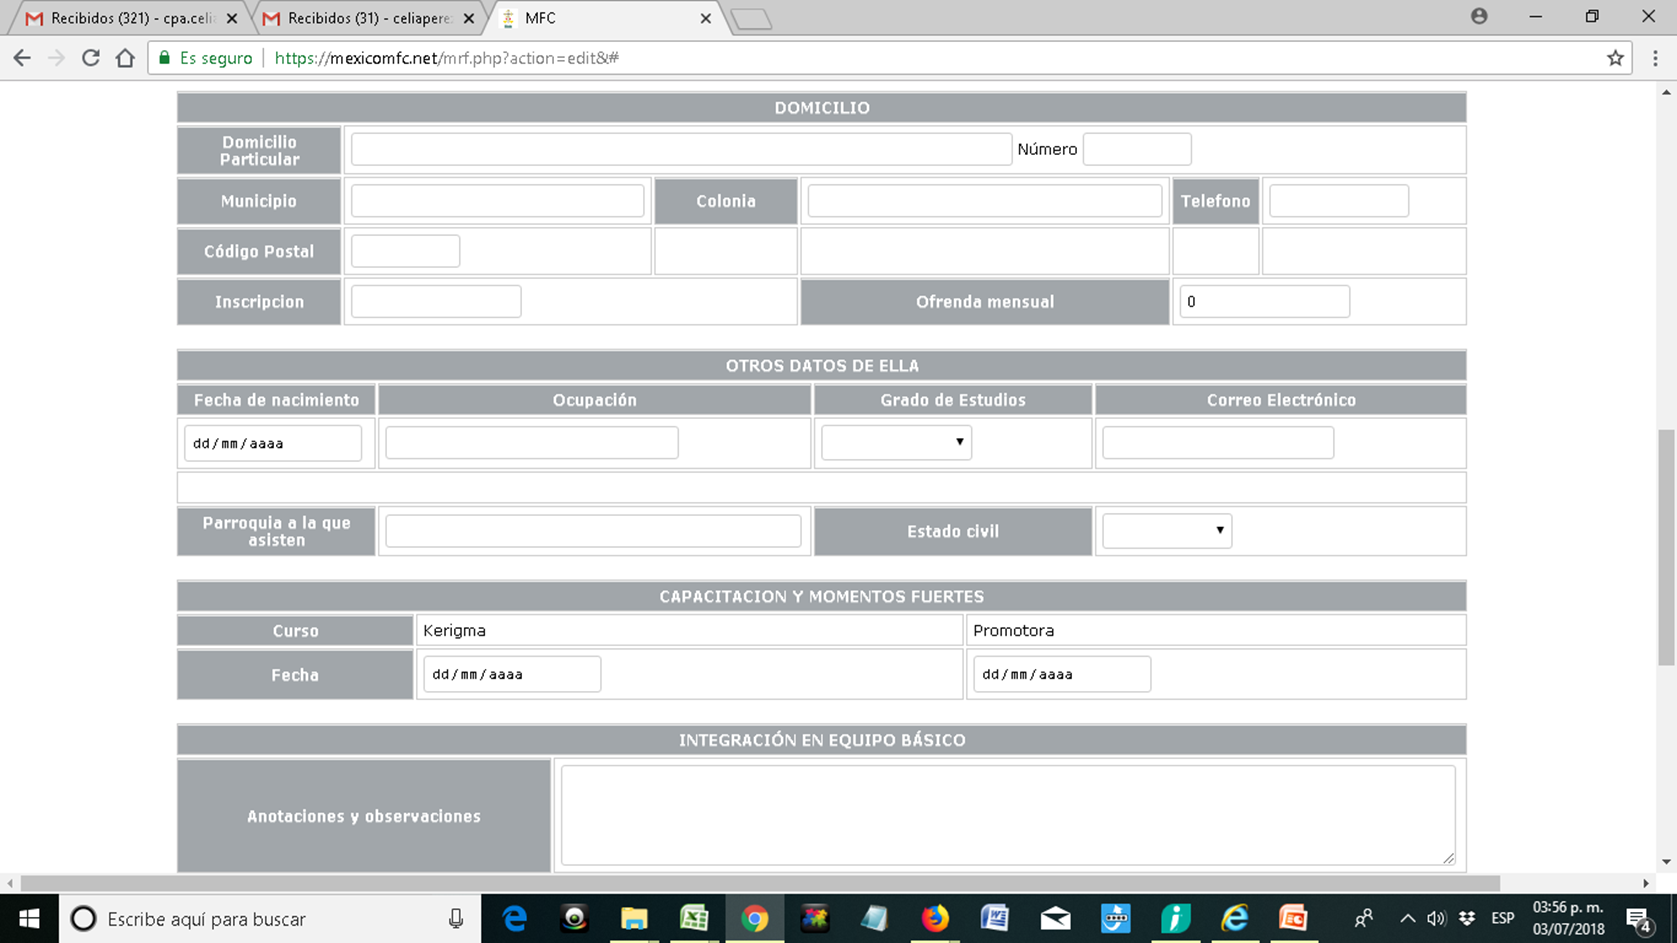 Recibidos (321) - cpa.celi
Recibidos (31) - celiapere
MFC
Es seguro
https://mexicomfc.net/mrf.php?action=edit&#
DOMICILIO
Domicilio
Particular
Número
Municipio
Colonia
Telefono
Código Postal
Inscripcion
Ofrenda mensual
0
OTROS DATOS DE ELLA
Fecha de nacimiento
Ocupación
Grado de Estudios
Correo Electrónico
dd/mm/aaaa
Parroquia a la que
asisten
Estado civil
CAPACITACION Y MOMENTOS FUERTES
Curso
Kerigma
Promotora
Fecha
dd/mm/aaaa
dd/mm/aaaa
INTEGRACIÓN EN EQUIPO BÁSICO
Anotaciones y observaciones
Escribe aquí para buscar
ESP
03:56 p. m.
03/07/2018
4